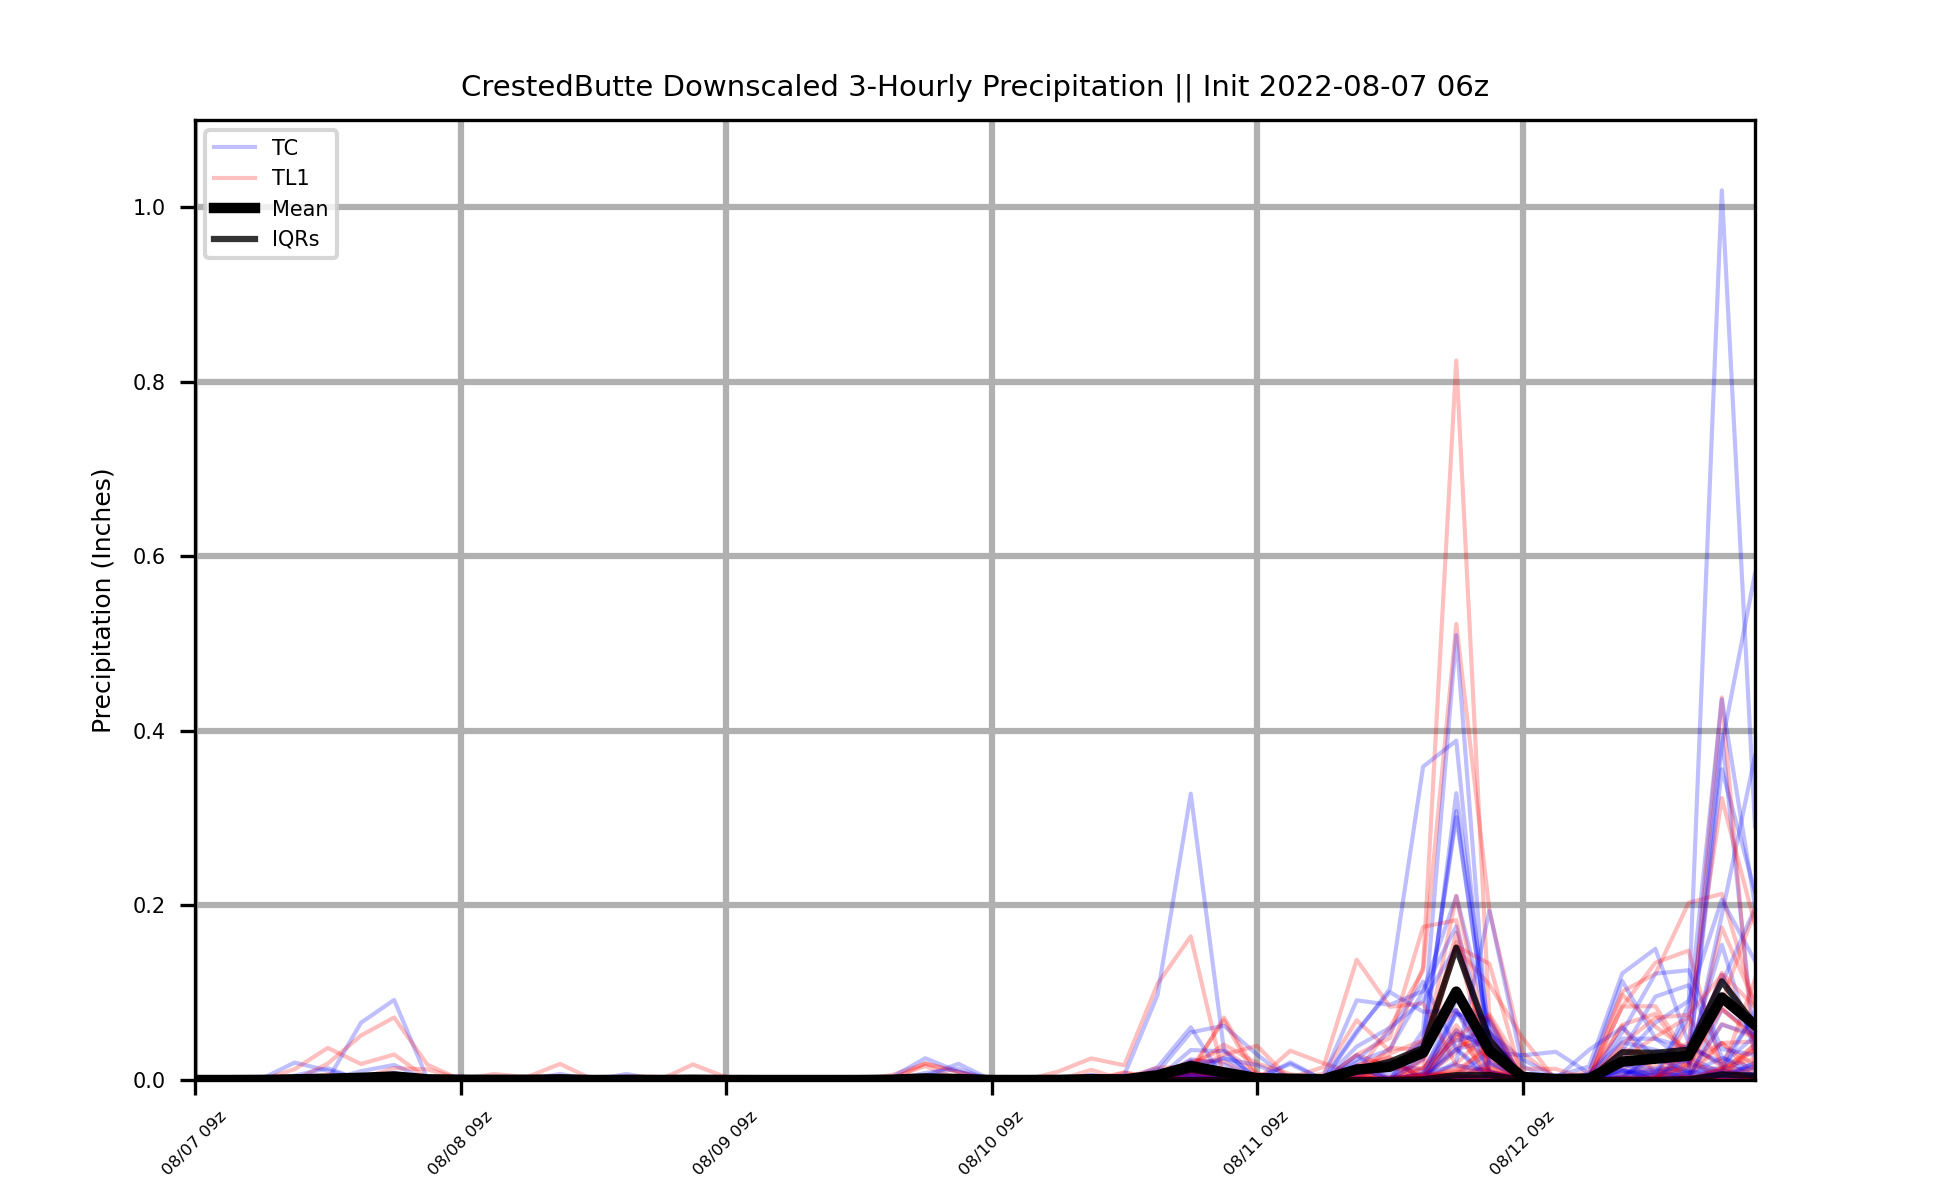 CrestedButte Downscaled 3-Hourly Precipitation || Init 2022-08-07 06z
TC
TL1
Mean
IQRs
Precipitation (Inches)
1.0
0.8
0.6
0.4
0.2
0.0
08/07 09z
08/08 09z
08/09 09z
08/10 09z
08/11 09z
08/12 09z